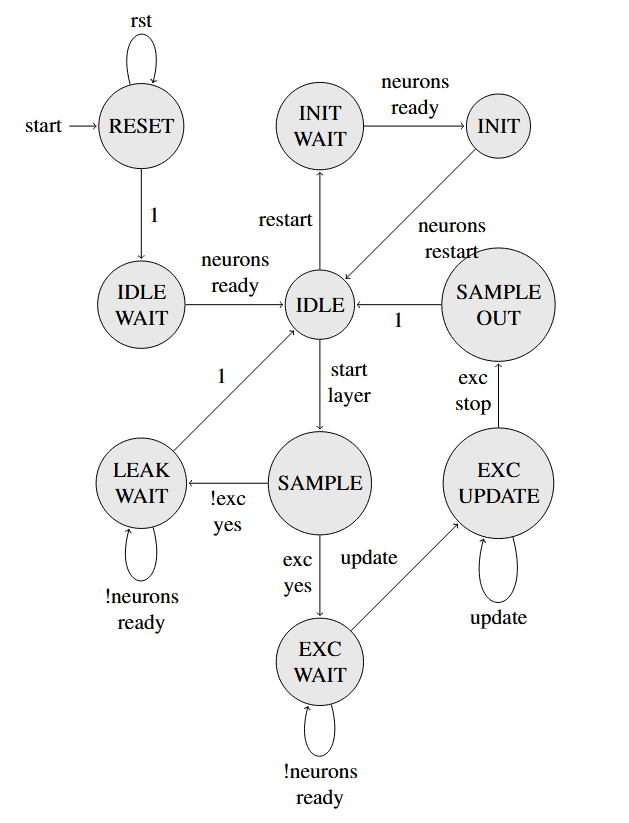 rst
start
RESET
1
INIT
WAIT
neurons
ready
INIT
restart
neurons
restart
IDLE
WAIT
neurons
ready
IDLE
1
SAMPLE
OUT
1
start
layer
exc
stop
LEAK
WAIT
!exc
yes
SAMPLE
EXC
UPDATE
!neurons
ready
exc
yes
update
update
EXC
WAIT
!neurons
ready